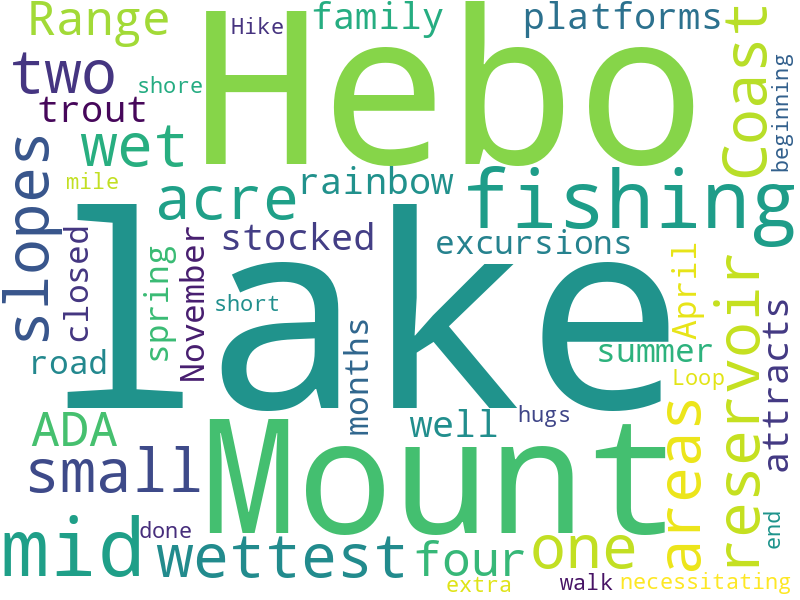 Range
Hike
family
platforms
Hebo
Coast
two
shore
trout
wet
beginning
mile
acre
rainbow
fishing
slopes
closed
spring
November
stocked
excursions
lake
short
months
April
reservoir
attracts
road
summer
Loop
ADA
well
hugs
Mount
areas
small
mid
done
wettest
four
one
end
extra
walk
necessitating